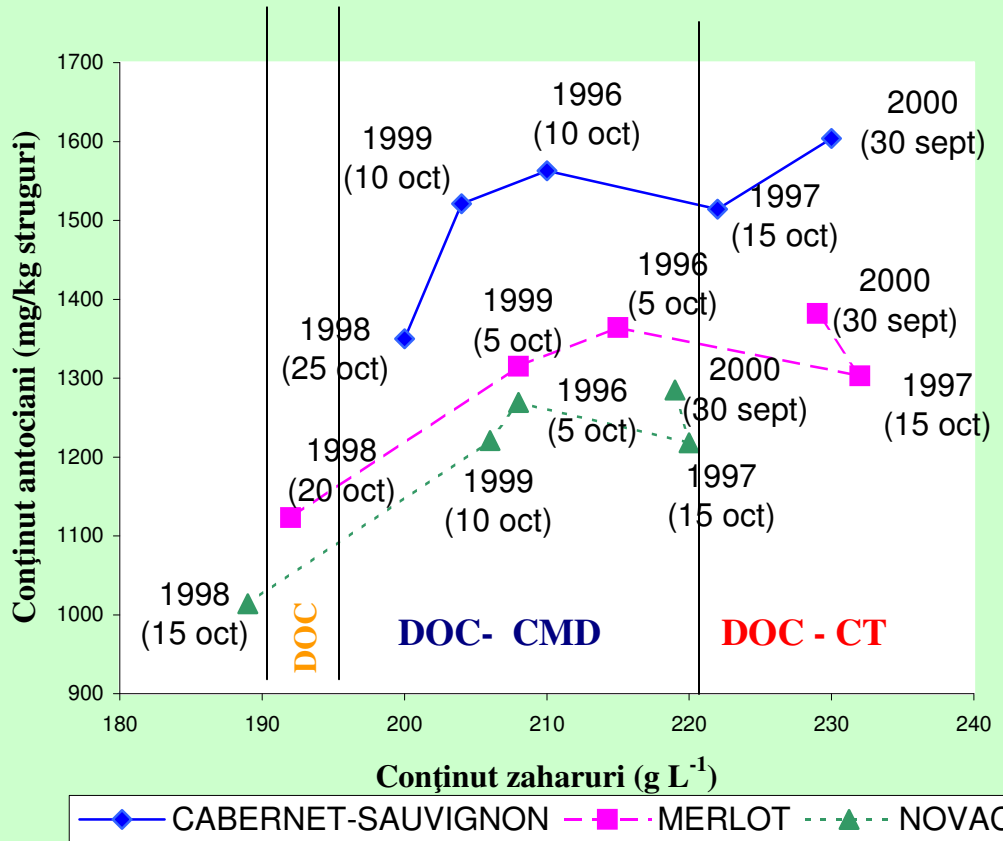 Conţinut antociani (mg/kg struguri)
1700
1600
1500
1400
1300
1200
1100
1000
900
1999
(10 oct)
1996
(10 oct)
2000
(30 sept)
1997
(15 oct)
1998
(25 oct)
1999
(5 oct)
1996
(5 oct)
2000
(30 sept)
1997
(15 oct)
1998
(20 oct)
1996
(5 oct)
2000
(30 sept)
1999
(10 oct)
1997
(15 oct)
1998
(15 oct)
DOC
DOC- CMD
DOC - CT
180 190 200 210 220 230 240
Conţinut zaharuri (g L⁻¹)
CABERNET-SAUVIGNON MERLOT NOVAC